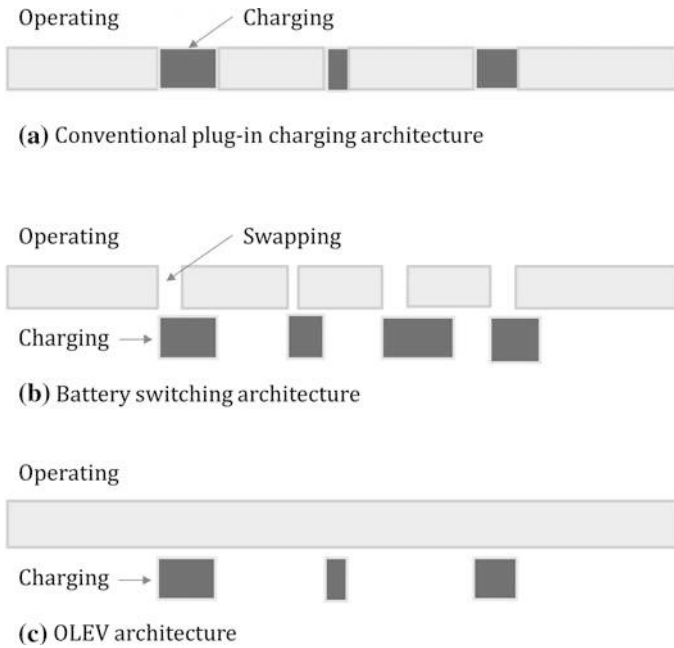 Operating Charging
(a) Conventional plug-in charging architecture
Operating Swapping
Charging
(b) Battery switching architecture
Operating
Charging
(c) OLEV architecture